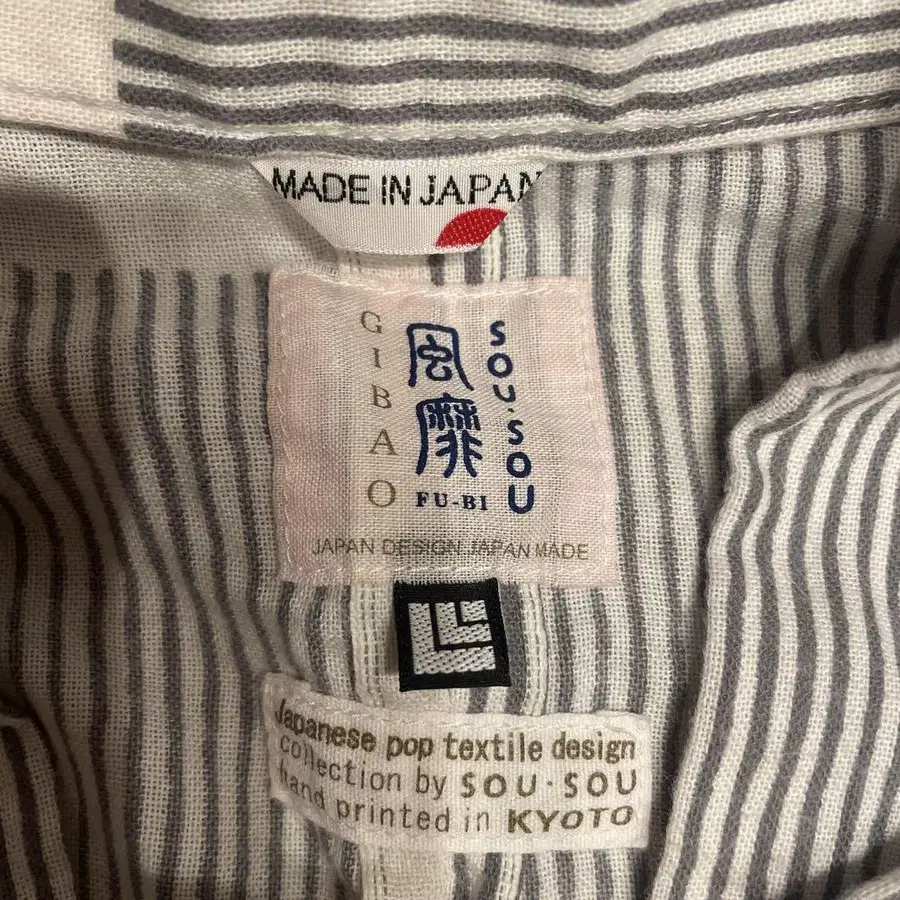 MADE IN JAPAN
GIBAO
風靡
SOU·SOU
FU-BI
JAPAN DESIGN JAPAN MADE
Japanese pop textile design
collection by SOU·SOU
hand printed in KYOTO